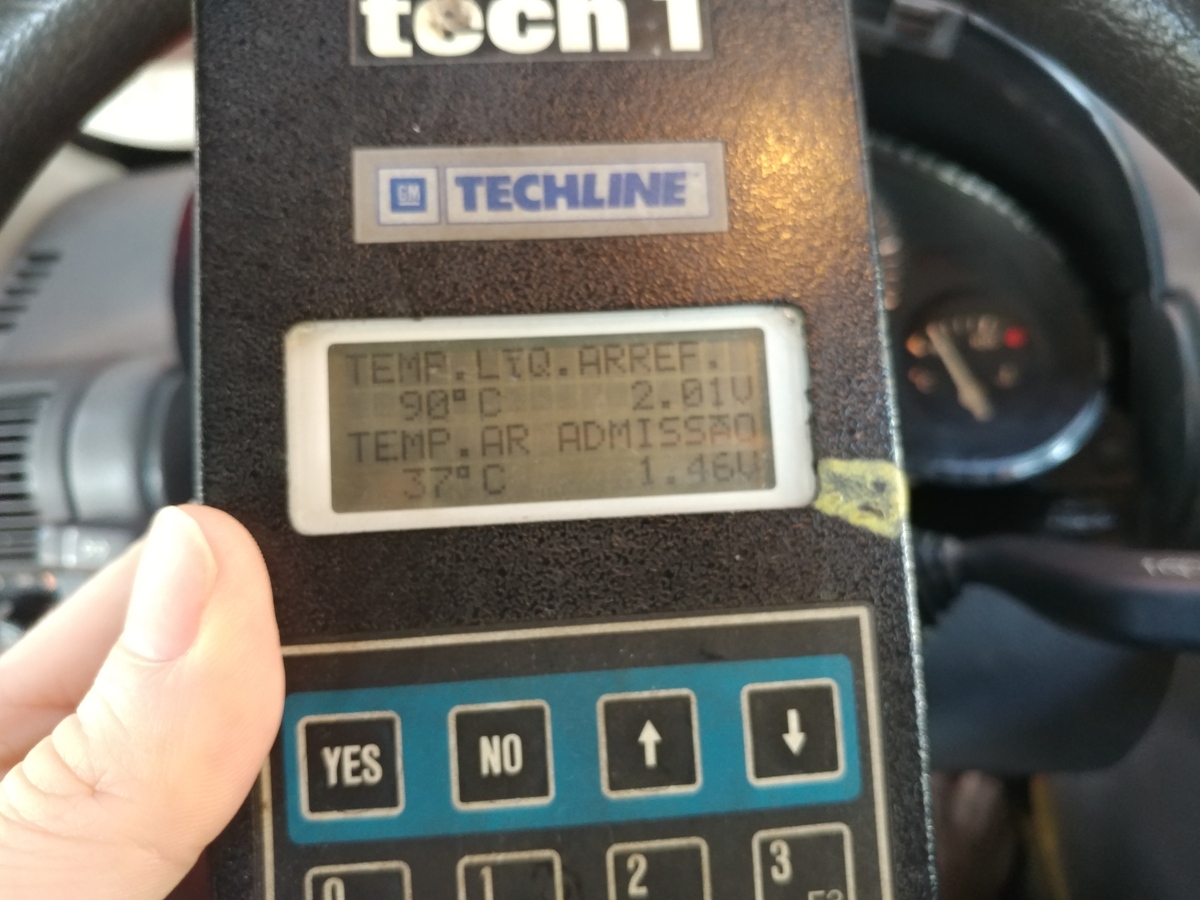 tech 1
GM TECHLINE
TEMP.LIQ.ARREF.
90°C 2.01V
TEMP.AR ADMISSÃO
37°C 1.46V
YES NO ↑ ↓
0 1 2 3